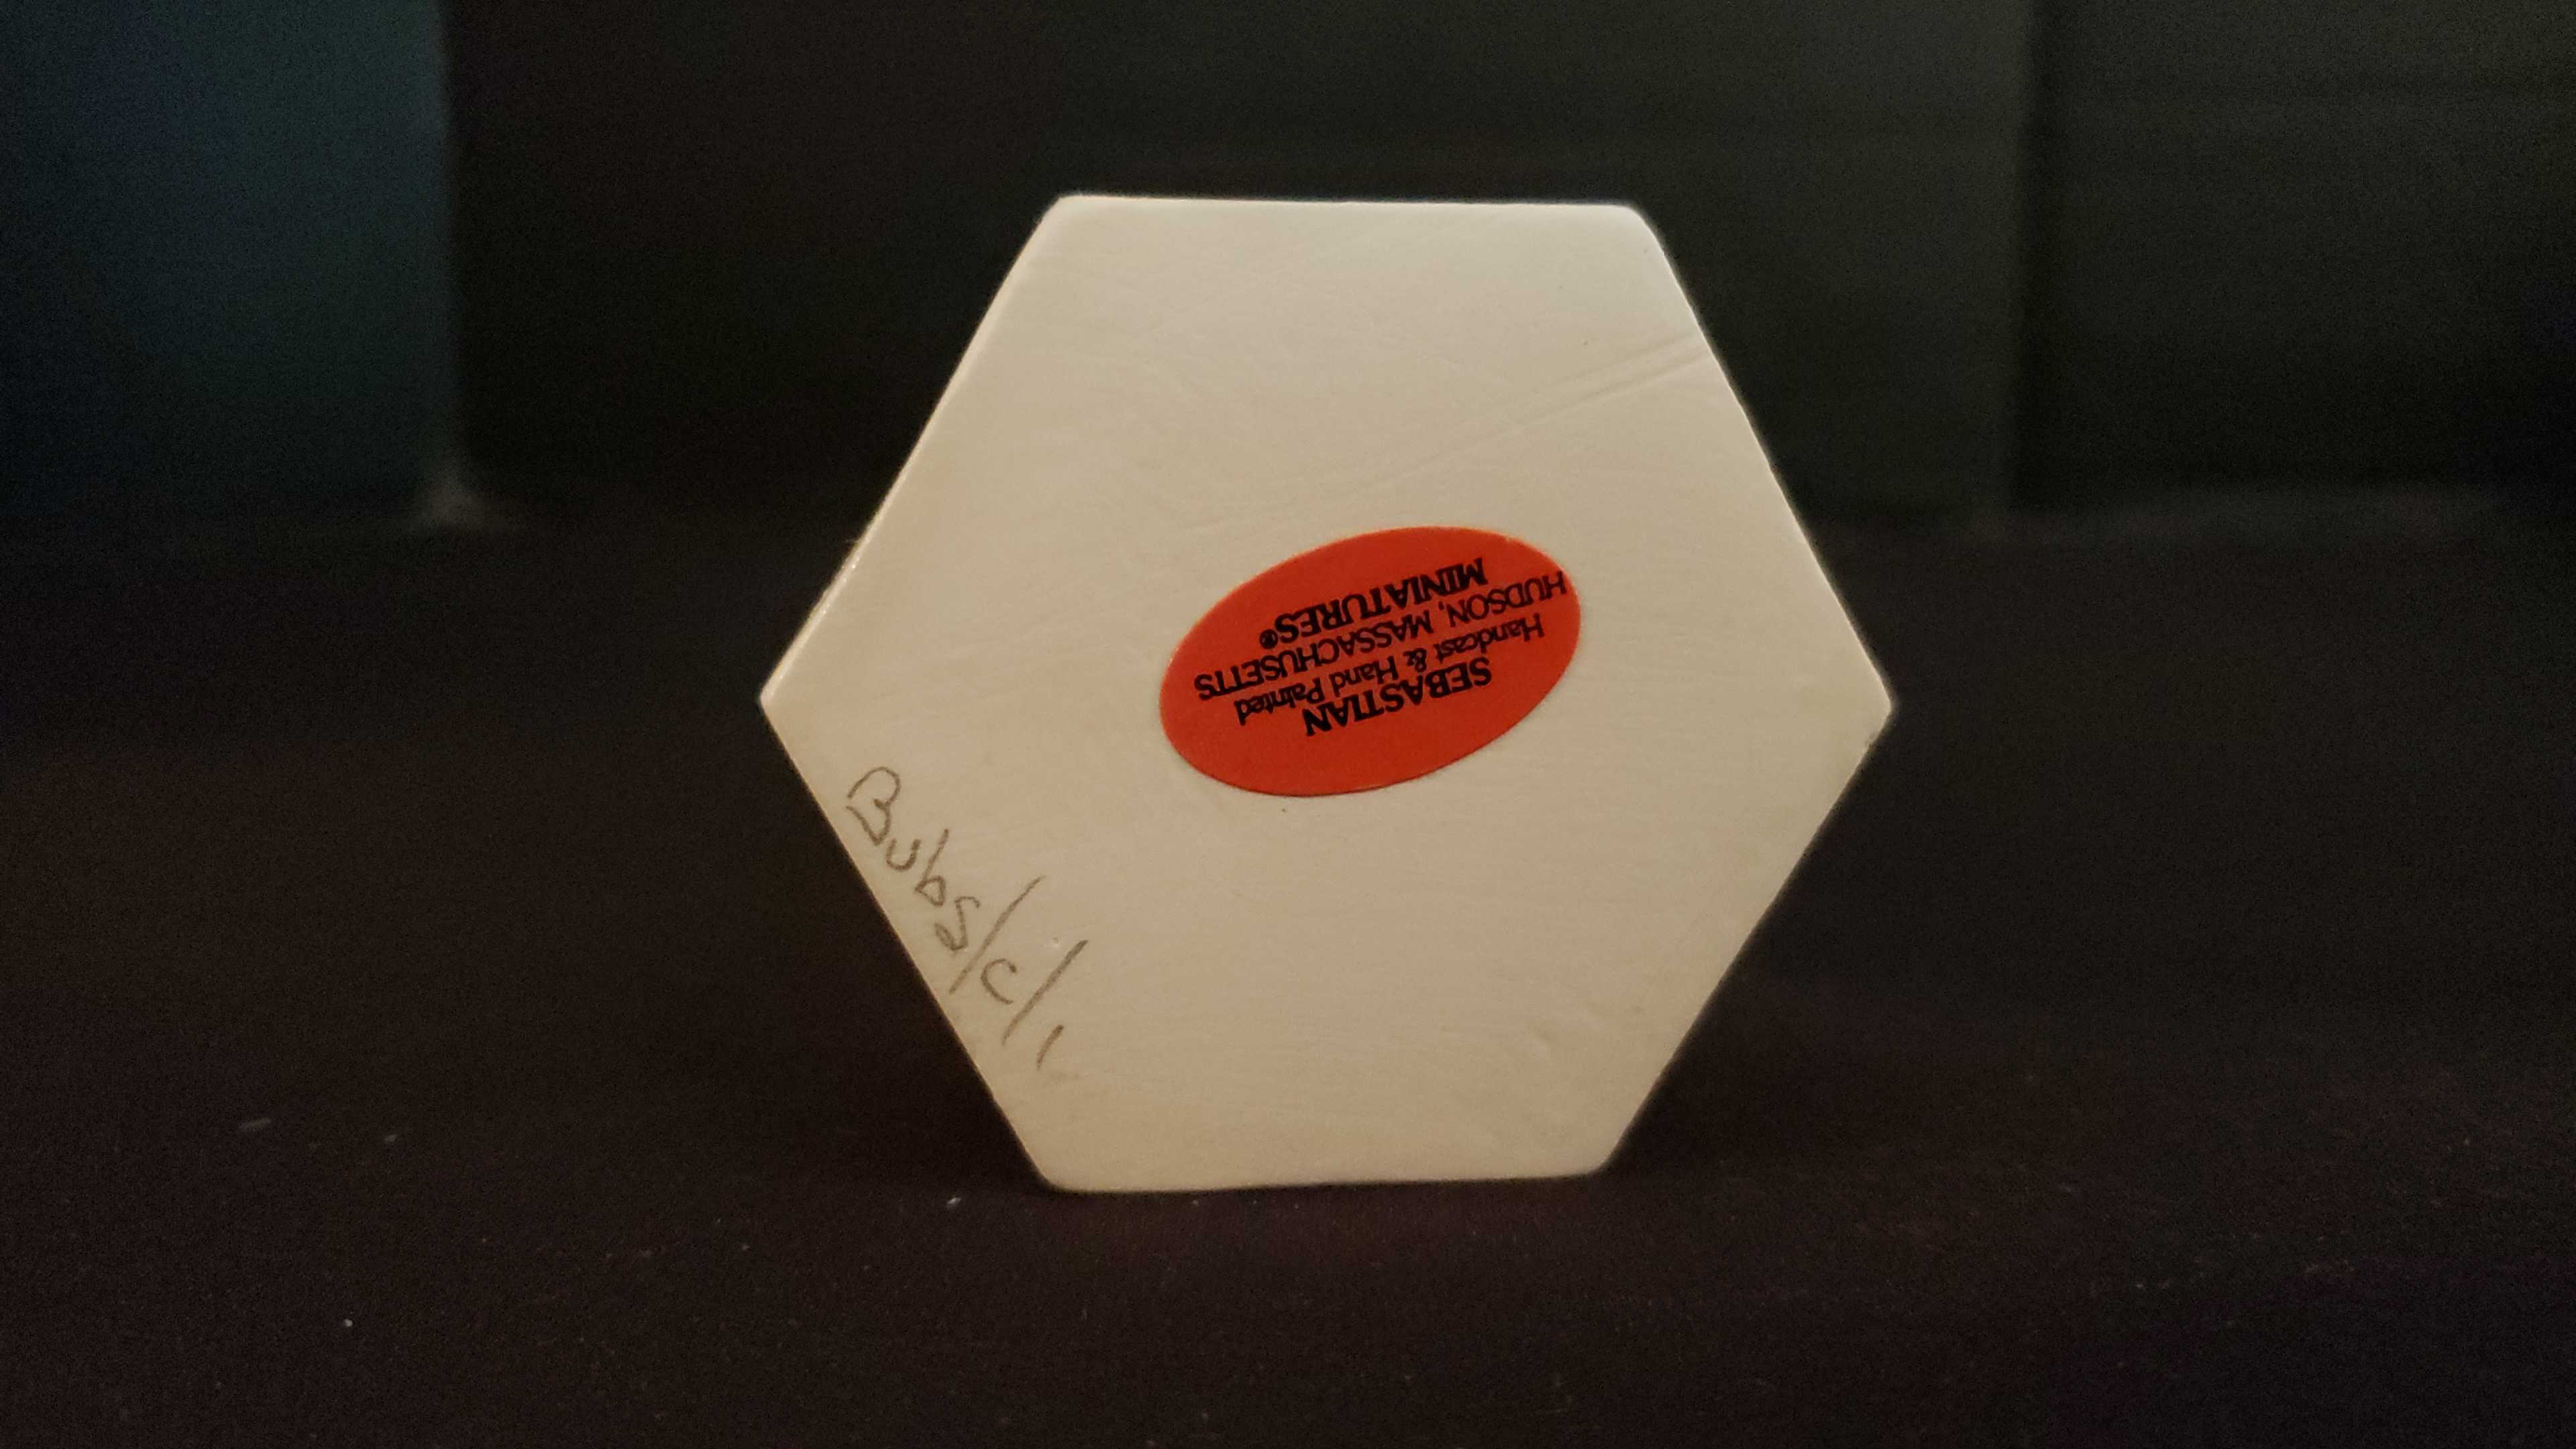 SEBASTIAN
Handcast & Hand Painted
HUDSON, MASSACHUSETTS
MINIATURES®
Bubs/c/1